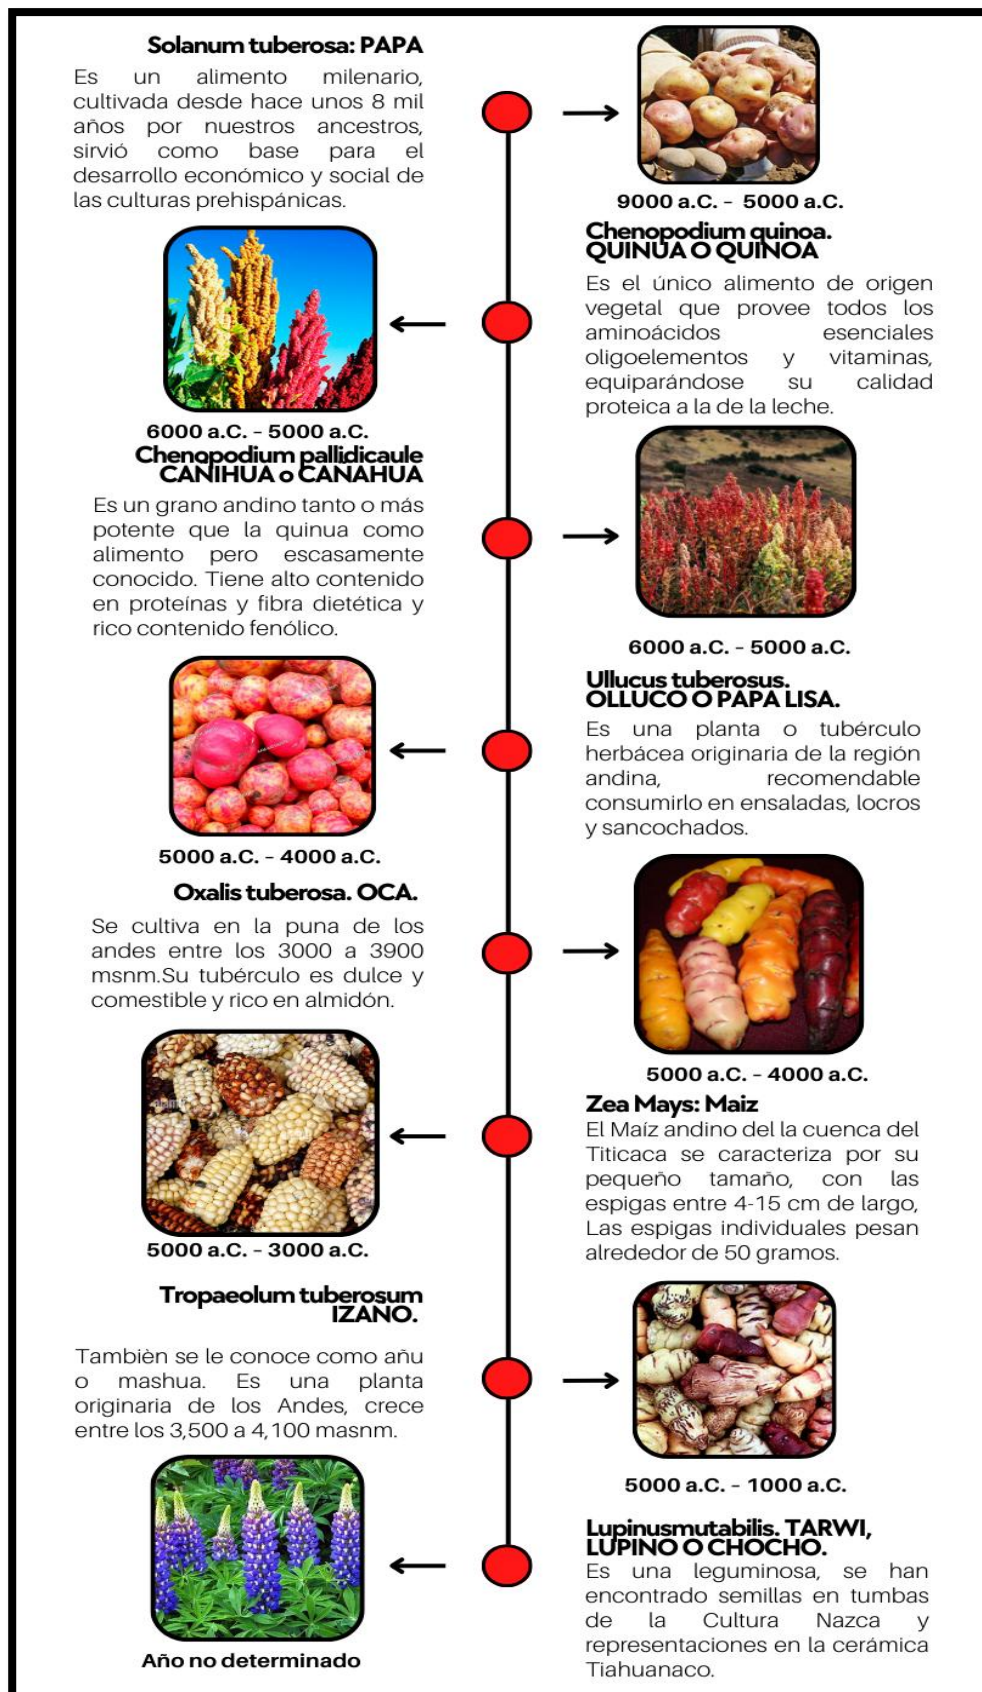 Solanum tuberosa: PAPA
Es un alimento milenario,
cultivada desde hace unos 8 mil
años por nuestros ancestros,
sirvió como base para el
desarrollo económico y social de
las culturas prehispánicas.
9000 a.C. - 5000 a.C.
Chenopodium quinoa.
QUINUA O QUINOA
Es el único alimento de origen
vegetal que provee todos los
aminoácidos esenciales
oligoelementos y vitaminas,
equiparándose su calidad
proteica a la de la leche.
6000 a.C. - 5000 a.C.
Chenopodium pallidicaule
CAÑIHUA o CAÑAHUA
Es un grano andino tanto o más
potente que la quinua como
alimento pero escasamente
conocido. Tiene alto contenido
en proteínas y fibra dietética y
rico contenido fenólico.
6000 a.C. - 5000 a.C.
Ullucus tuberosus.
OLLUCO O PAPA LISA.
Es una planta o tubérculo
herbácea originaria de la región
andina, recomendable
consumirlo en ensaladas, locros
y sancochados.
5000 a.C. - 4000 a.C.
Oxalis tuberosa. OCA.
Se cultiva en la puna de los
andes entre los 3000 a 3900
msnm.Su tubérculo es dulce y
comestible y rico en almidón.
5000 a.C. - 4000 a.C.
Zea Mays: Maiz
El Maíz andino del la cuenca del
Titicaca se caracteriza por su
pequeño tamaño, con las
espigas entre 4-15 cm de largo,
Las espigas individuales pesan
alrededor de 50 gramos.
5000 a.C. - 3000 a.C.
Tropaeolum tuberosum
IZANO.
Tambièn se le conoce como añu
o mashua. Es una planta
originaria de los Andes, crece
entre los 3,500 a 4,100 masnm.
5000 a.C. - 1000 a.C.
Lupinusmutabilis. TARWI,
LUPINO O CHOCHO.
Es una leguminosa, se han
encontrado semillas en tumbas
de la Cultura Nazca y
representaciones en la cerámica
Tiahuanaco.
Año no determinado